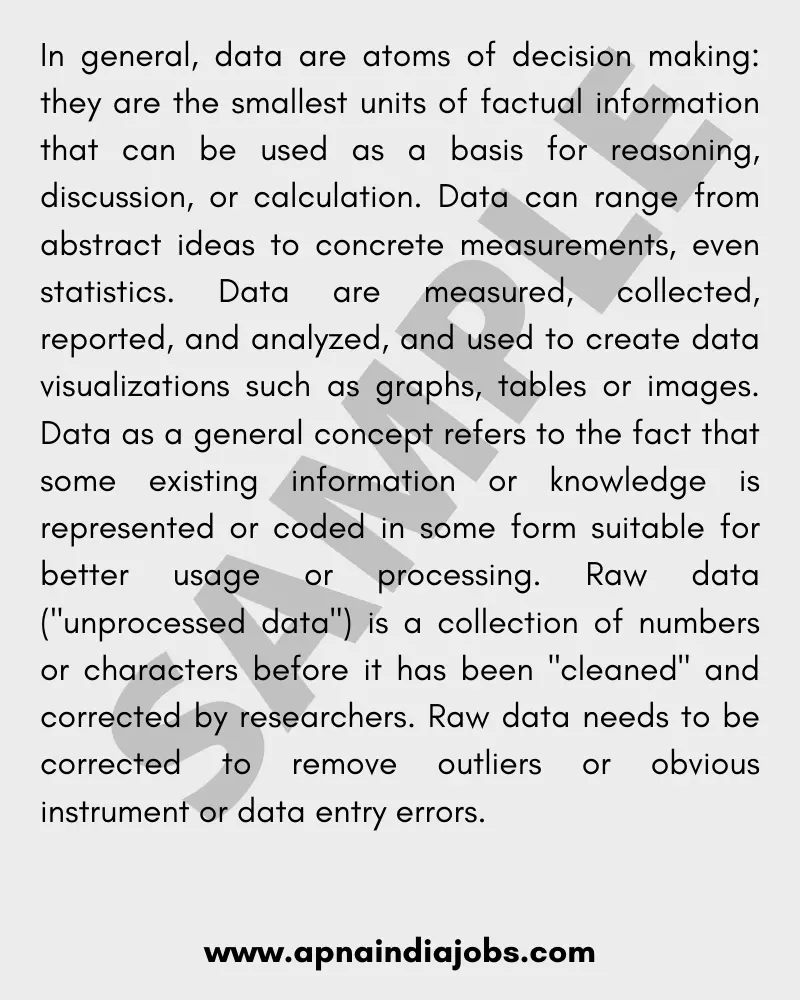 In general, data are atoms of decision making:
they are the smallest units of factual information
that can be used as a basis for reasoning,
discussion, or calculation. Data can range from
abstract ideas to concrete measurements, even
statistics. Data are measured, collected,
reported, and analyzed, and used to create data
visualizations such as graphs, tables or images.
Data as a general concept refers to the fact that
some existing information or knowledge is
represented or coded in some form suitable for
better usage or processing. Raw data
("unprocessed data") is a collection of numbers
or characters before it has been "cleaned" and
corrected by researchers. Raw data needs to be
corrected to remove outliers or obvious
instrument or data entry errors.
SAMPLE
www.apnaindiajobs.com